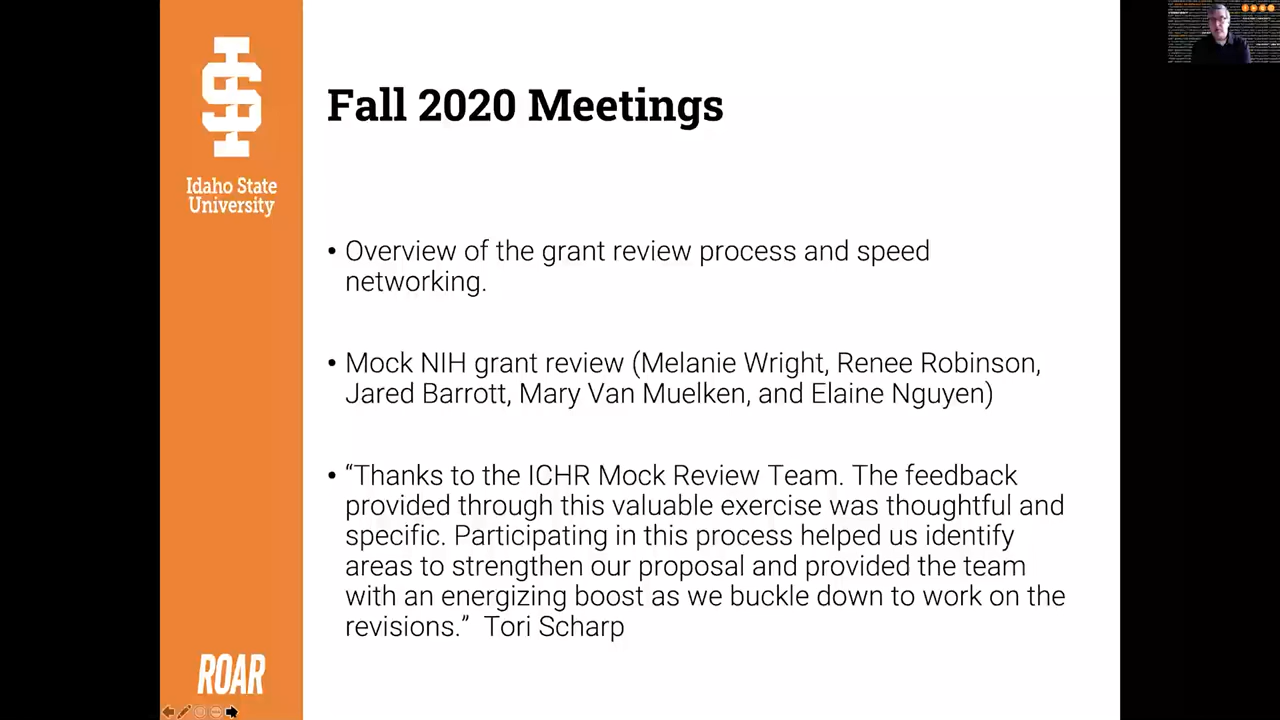 Idaho State
University
Fall 2020 Meetings
• Overview of the grant review process and speed
networking.
• Mock NIH grant review (Melanie Wright, Renee Robinson,
Jared Barrott, Mary Van Muelken, and Elaine Nguyen)
• “Thanks to the ICHR Mock Review Team. The feedback
provided through this valuable exercise was thoughtful and
specific. Participating in this process helped us identify
areas to strengthen our proposal and provided the team
with an energizing boost as we buckle down to work on the
revisions.” Tori Scharp
ROAR